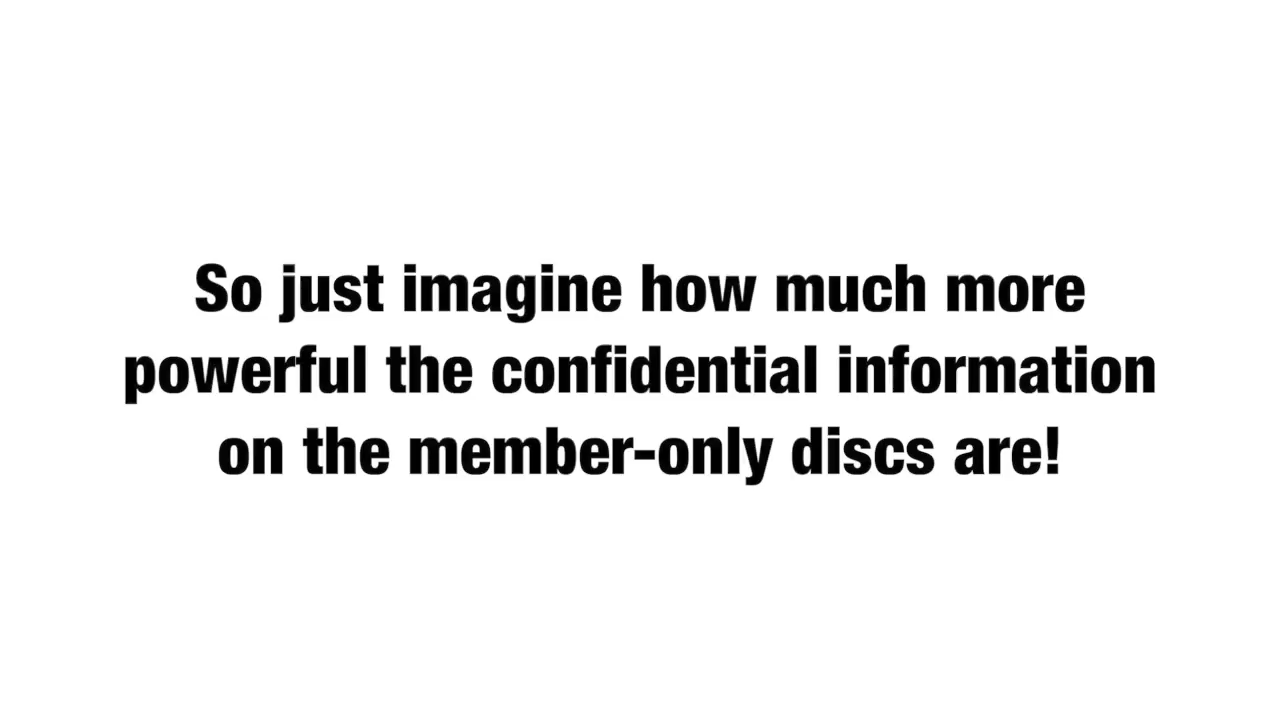 So just imagine how much more
powerful the confidential information
on the member-only discs are!